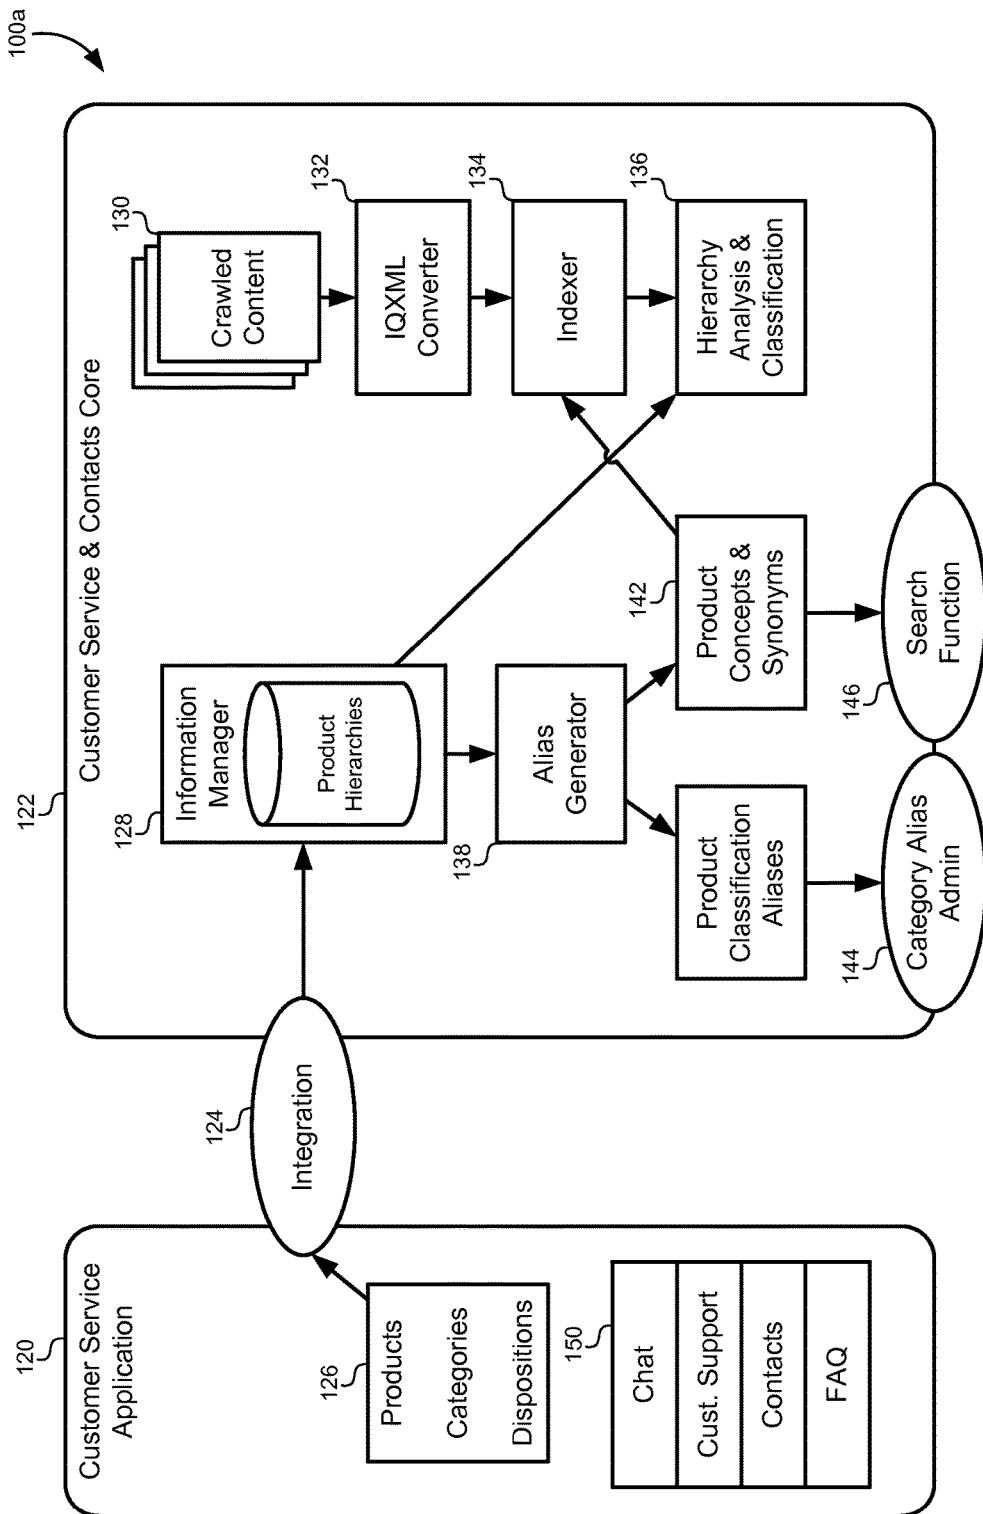 100a
120
Customer Service
Application
126
Products
Categories
Dispositions
150
Chat
Cust. Support
Contacts
FAQ
124
Integration
122
Customer Service & Contacts Core
128
Information
Manager
Product
Hierarchies
130
Crawled
Content
132
IQXML
Converter
134
Indexer
136
Hierarchy
Analysis &
Classification
138
Alias
Generator
Product
Classification
Aliases
142
Product
Concepts &
Synonyms
144
Category Alias
Admin
146
Search
Function